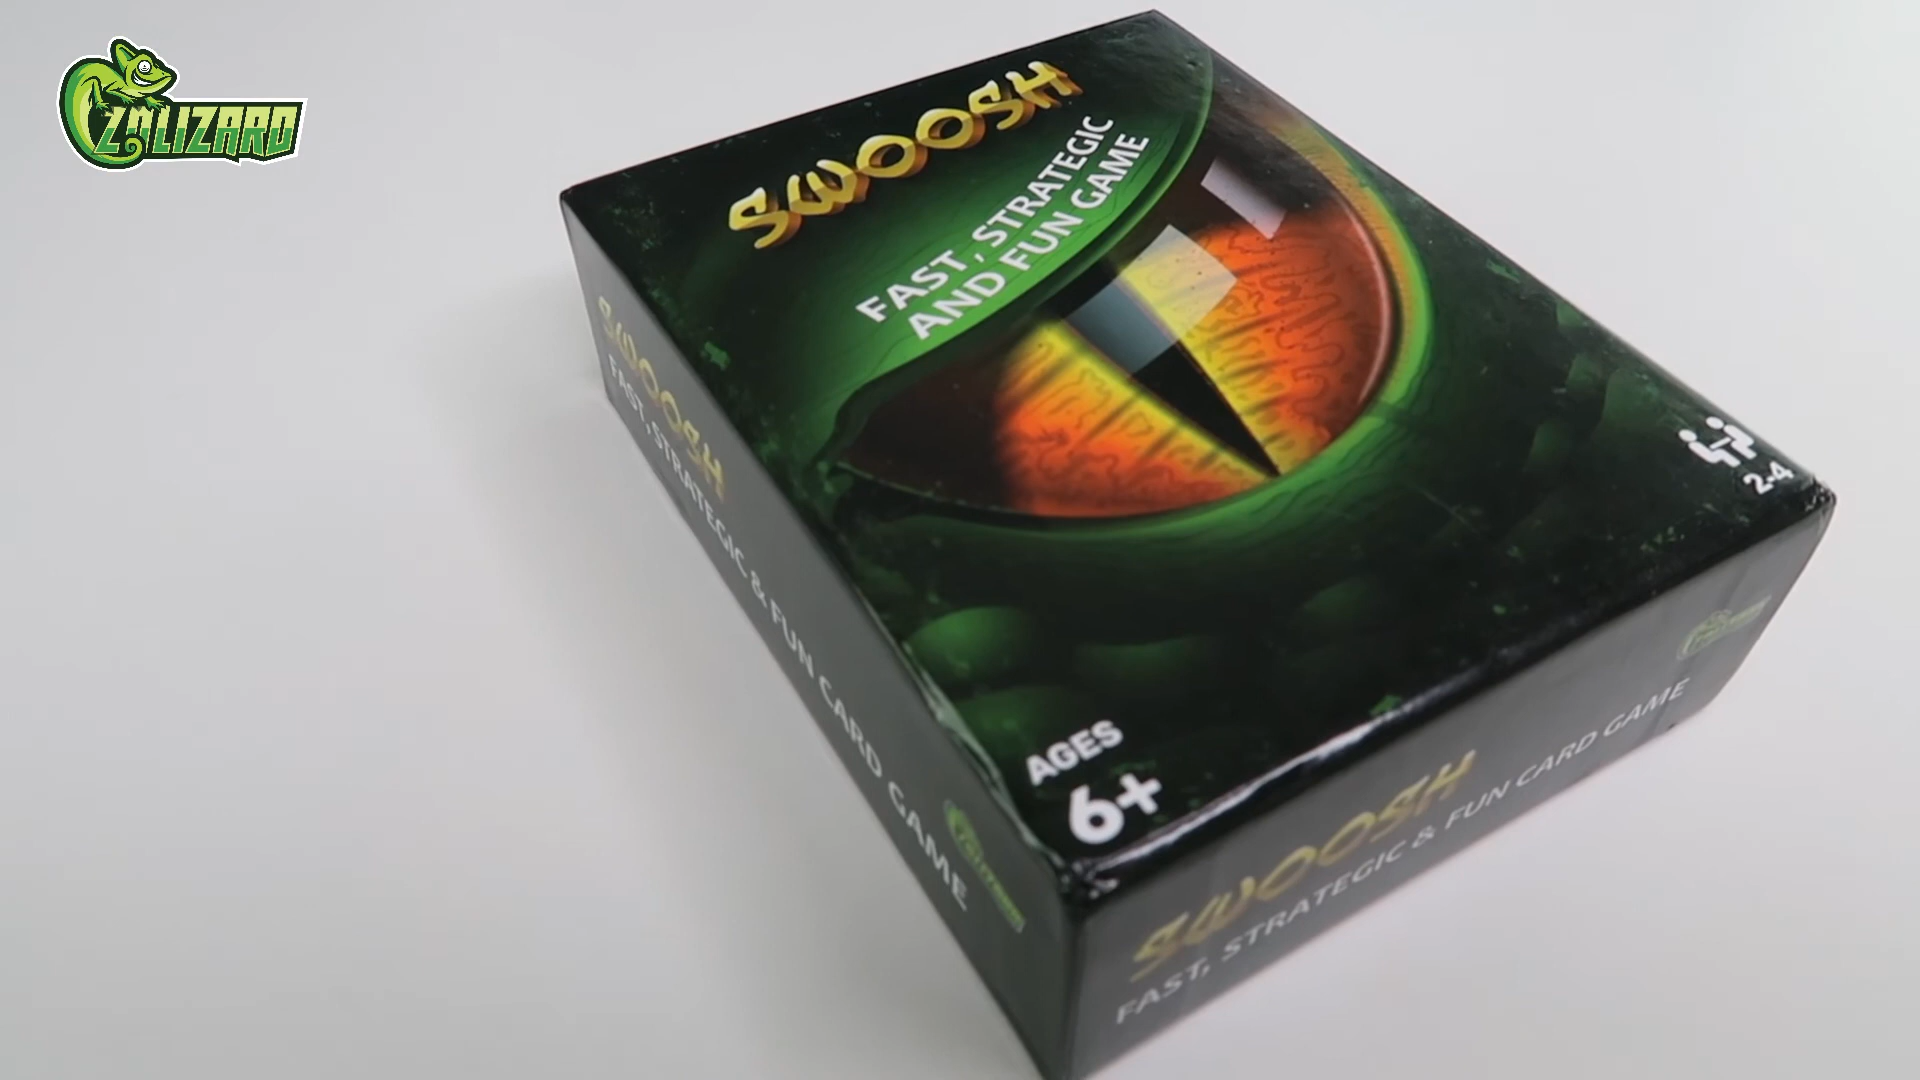 ZALIZARD
SWOOSH
FAST, STRATEGIC
AND FUN GAME
2-4
AGES
6+
SWOOSH
FAST, STRATEGIC & FUN CARD GAME
ZALIZARD
SWOOSH
FAST, STRATEGIC & FUN CARD GAME